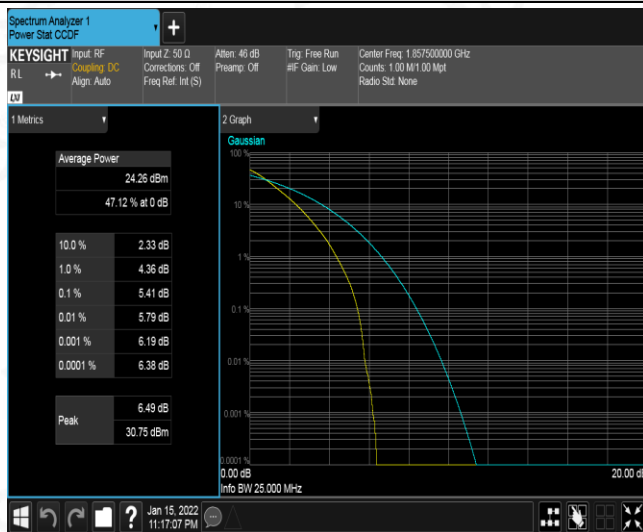 Spectrum Analyzer 1
Power Stat CCDF
+
KEYSIGHT
RL
Input: RF
Coupling: DC
Align: Auto
Input Z: 50 Ω
Corrections: Off
Freq Ref: Int (S)
Atten: 46 dB
Preamp: Off
Trig: Free Run
#IF Gain: Low
Center Freq: 1.857500000 GHz
Counts: 1.00 M/1.00 Mpt
Radio Std: None
LXI
1 Metrics
Average Power
24.26 dBm
47.12 % at 0 dB
10.0 % 2.33 dB
1.0 % 4.36 dB
0.1 % 5.41 dB
0.01 % 5.79 dB
0.001 % 6.19 dB
0.0001 % 6.38 dB
Peak
6.49 dB
30.75 dBm
2 Graph
Gaussian
100 %
10 %
1 %
0.1 %
0.01 %
0.001 %
0.0001 %
0.00 dB
20.00 dB
Info BW 25.000 MHz
?
Jan 15, 2022
11:17:07 PM